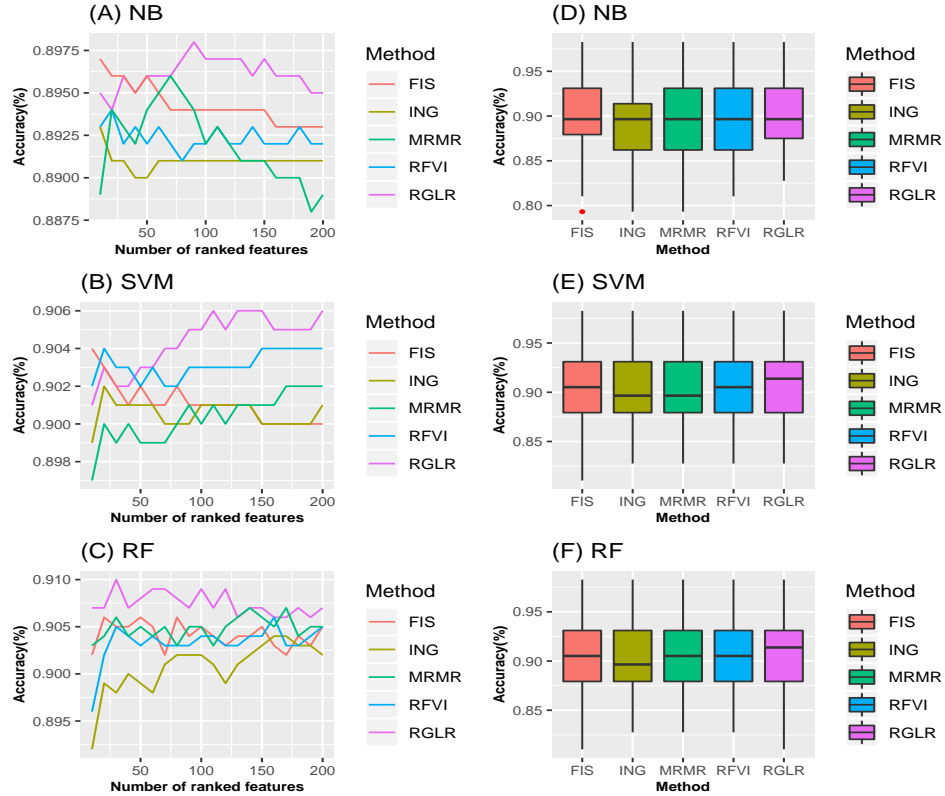 (A) NB
Accuracy(%)
0.8975
0.8950
0.8925
0.8900
0.8875
50 100 150 200
Number of ranked features
Method
FIS
ING
MRMR
RFVI
RGLR
(D) NB
Accuracy(%)
0.95
0.90
0.85
0.80
FIS ING MRMR RFVI RGLR
Method
Method
FIS
ING
MRMR
RFVI
RGLR
(B) SVM
Accuracy(%)
0.906
0.904
0.902
0.900
0.898
50 100 150 200
Number of ranked features
Method
FIS
ING
MRMR
RFVI
RGLR
(E) SVM
Accuracy(%)
0.95
0.90
0.85
FIS ING MRMR RFVI RGLR
Method
Method
FIS
ING
MRMR
RFVI
RGLR
(C) RF
Accuracy(%)
0.910
0.905
0.900
0.895
50 100 150 200
Number of ranked features
Method
FIS
ING
MRMR
RFVI
RGLR
(F) RF
Accuracy(%)
0.95
0.90
0.85
FIS ING MRMR RFVI RGLR
Method
Method
FIS
ING
MRMR
RFVI
RGLR